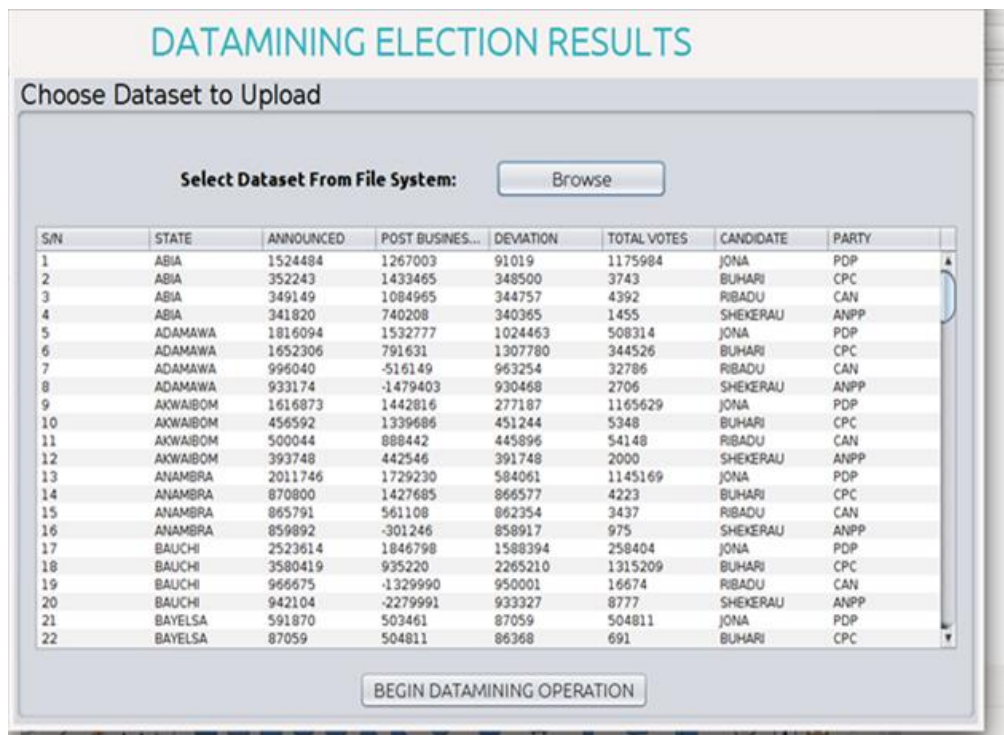 DATAMINING ELECTION RESULTS
Choose Dataset to Upload
Select Dataset From File System: Browse
S/N STATE ANNOUNCED POST BUSINES... DEVIATION TOTAL VOTES CANDIDATE PARTY
1 ABIA 1524484 1267003 91019 1175984 JONA PDP
2 ABIA 352243 1433465 348500 3743 BUHARI CPC
3 ABIA 349149 1084965 344757 4392 RIBADU CAN
4 ABIA 341820 740208 340365 1455 SHEKERAU ANPP
5 ADAMAWA 1816094 1532777 1024463 508314 JONA PDP
6 ADAMAWA 1652306 791631 1307780 344526 BUHARI CPC
7 ADAMAWA 996040 -516149 963254 32786 RIBADU CAN
8 ADAMAWA 933174 -1479403 930468 2706 SHEKERAU ANPP
9 AKWAIBOM 1616873 1442816 277187 1165629 JONA PDP
10 AKWAIBOM 456592 1339686 451244 5348 BUHARI CPC
11 AKWAIBOM 500044 888442 445896 54148 RIBADU CAN
12 AKWAIBOM 393748 442546 391748 2000 SHEKERAU ANPP
13 ANAMBRA 2011746 1729230 584061 1145169 JONA PDP
14 ANAMBRA 870800 1427685 866577 4223 BUHARI CPC
15 ANAMBRA 865791 561108 862354 3437 RIBADU CAN
16 ANAMBRA 859892 -301246 858917 975 SHEKERAU ANPP
17 BAUCHI 2523614 1846798 1588394 258404 JONA PDP
18 BAUCHI 3580419 935220 2265210 1315209 BUHARI CPC
19 BAUCHI 966675 -1329990 950001 16674 RIBADU CAN
20 BAUCHI 942104 -2279991 933327 8777 SHEKERAU ANPP
21 BAYELSA 591870 503461 87059 504811 JONA PDP
22 BAYELSA 87059 504811 86368 691 BUHARI CPC
BEGIN DATAMINING OPERATION